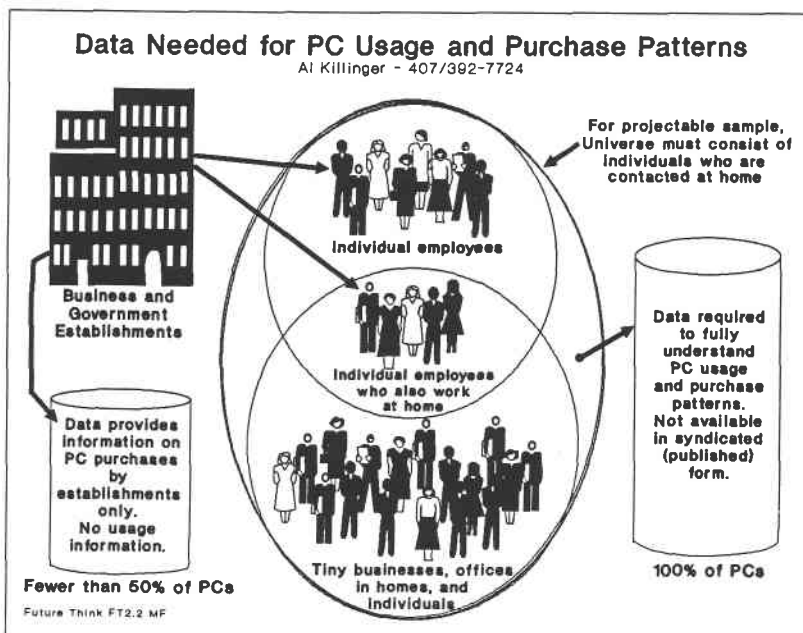 Data Needed for PC Usage and Purchase Patterns
Al Killinger - 407/392-7724
For projectable sample,
Universe must consist of
individuals who are
contacted at home
Individual employees
Business and
Government
Establishments
Individual employees
who also work
at home
Data required
to fully
understand
PC usage
and purchase
patterns.
Not available
in syndicated
(published)
form.
Data provides
information on
PC purchases
by
establishments
only.
No usage
information.
Tiny businesses, offices
in homes, and
individuals
Fewer than 50% of PCs
100% of PCs
Future Think FT2.2 MF